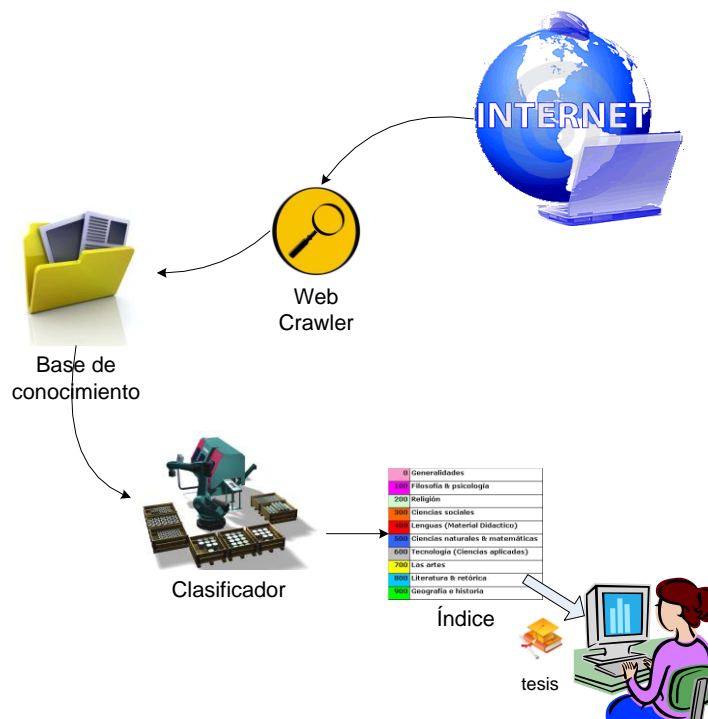 INTERNET
Web
Crawler
Base de
conocimiento
Clasificador
0 Generalidades
100 Filosofía & psicología
200 Religión
300 Ciencias sociales
400 Lenguas (Material Didactico)
500 Ciencias naturales & matemáticas
600 Tecnología (Ciencias aplicadas)
700 Las artes
800 Literatura & retórica
900 Geografía e historia
Índice
tesis